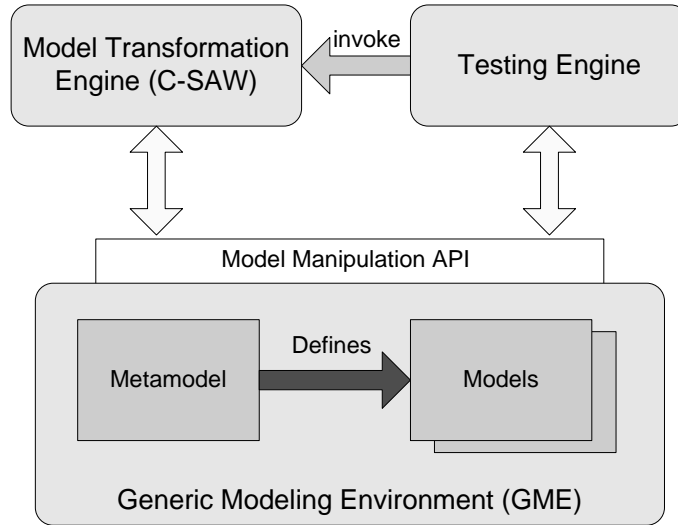 Model Transformation
Engine (C-SAW)
invoke
Testing Engine
Model Manipulation API
Metamodel
Defines
Models
Generic Modeling Environment (GME)